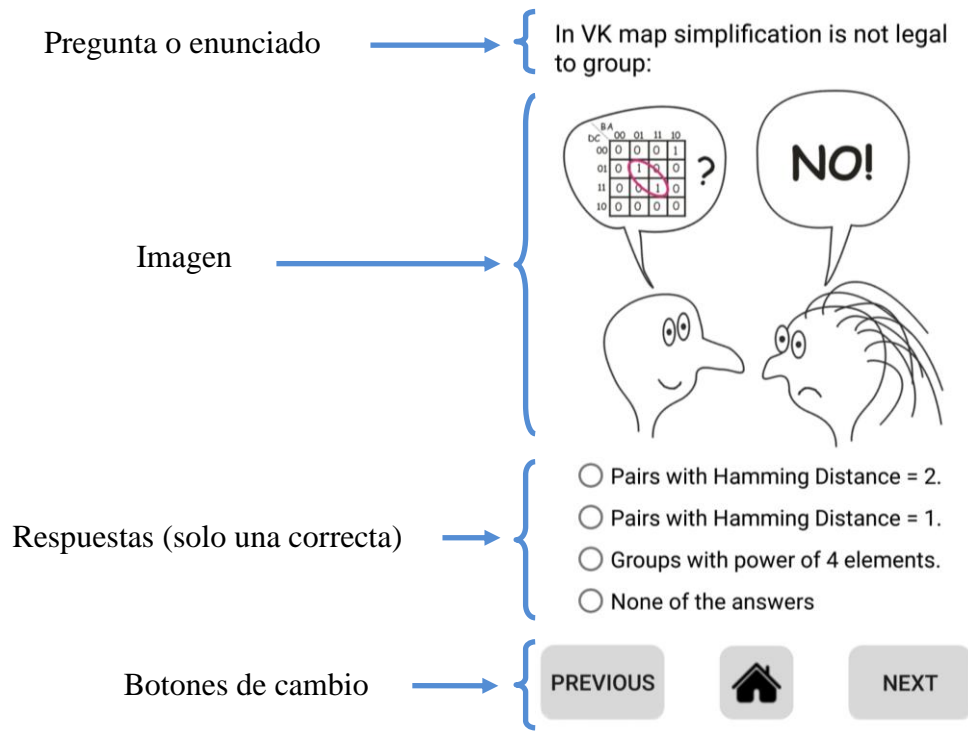 Pregunta o enunciado
In VK map simplification is not legal
to group:
Imagen
BA
DC 00 01 11 10
00 0 0 0 1
01 0 1 0 0
11 0 0 1 0
10 0 0 0 0
?
NO!
Respuestas (solo una correcta)
Pairs with Hamming Distance = 2.
Pairs with Hamming Distance = 1.
Groups with power of 4 elements.
None of the answers
Botones de cambio
PREVIOUS
NEXT